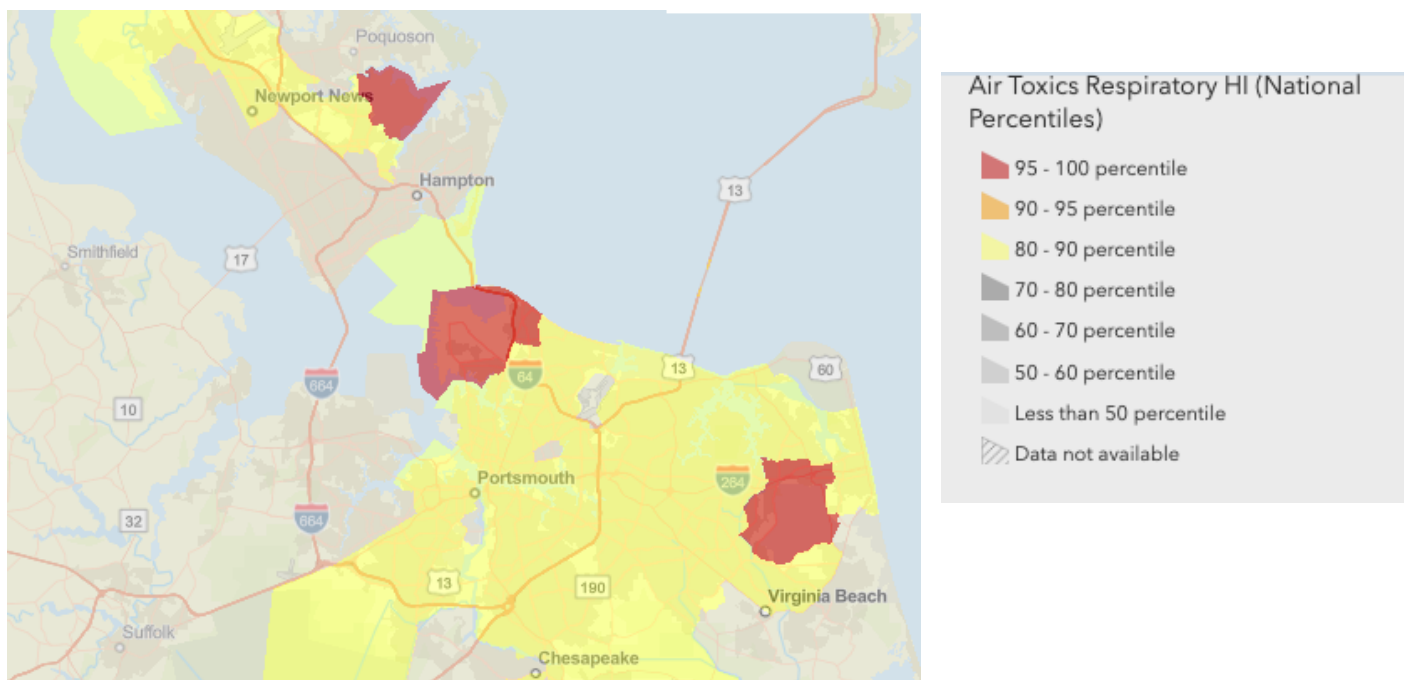 Poquoson
Newport News
Hampton
13
Smithfield
17
64
13
60
664
10
Portsmouth
264
32
664
13
190
Virginia Beach
Suffolk
Chesapeake
Air Toxics Respiratory HI (National
Percentiles)
95 - 100 percentile
90 - 95 percentile
80 - 90 percentile
70 - 80 percentile
60 - 70 percentile
50 - 60 percentile
Less than 50 percentile
Data not available